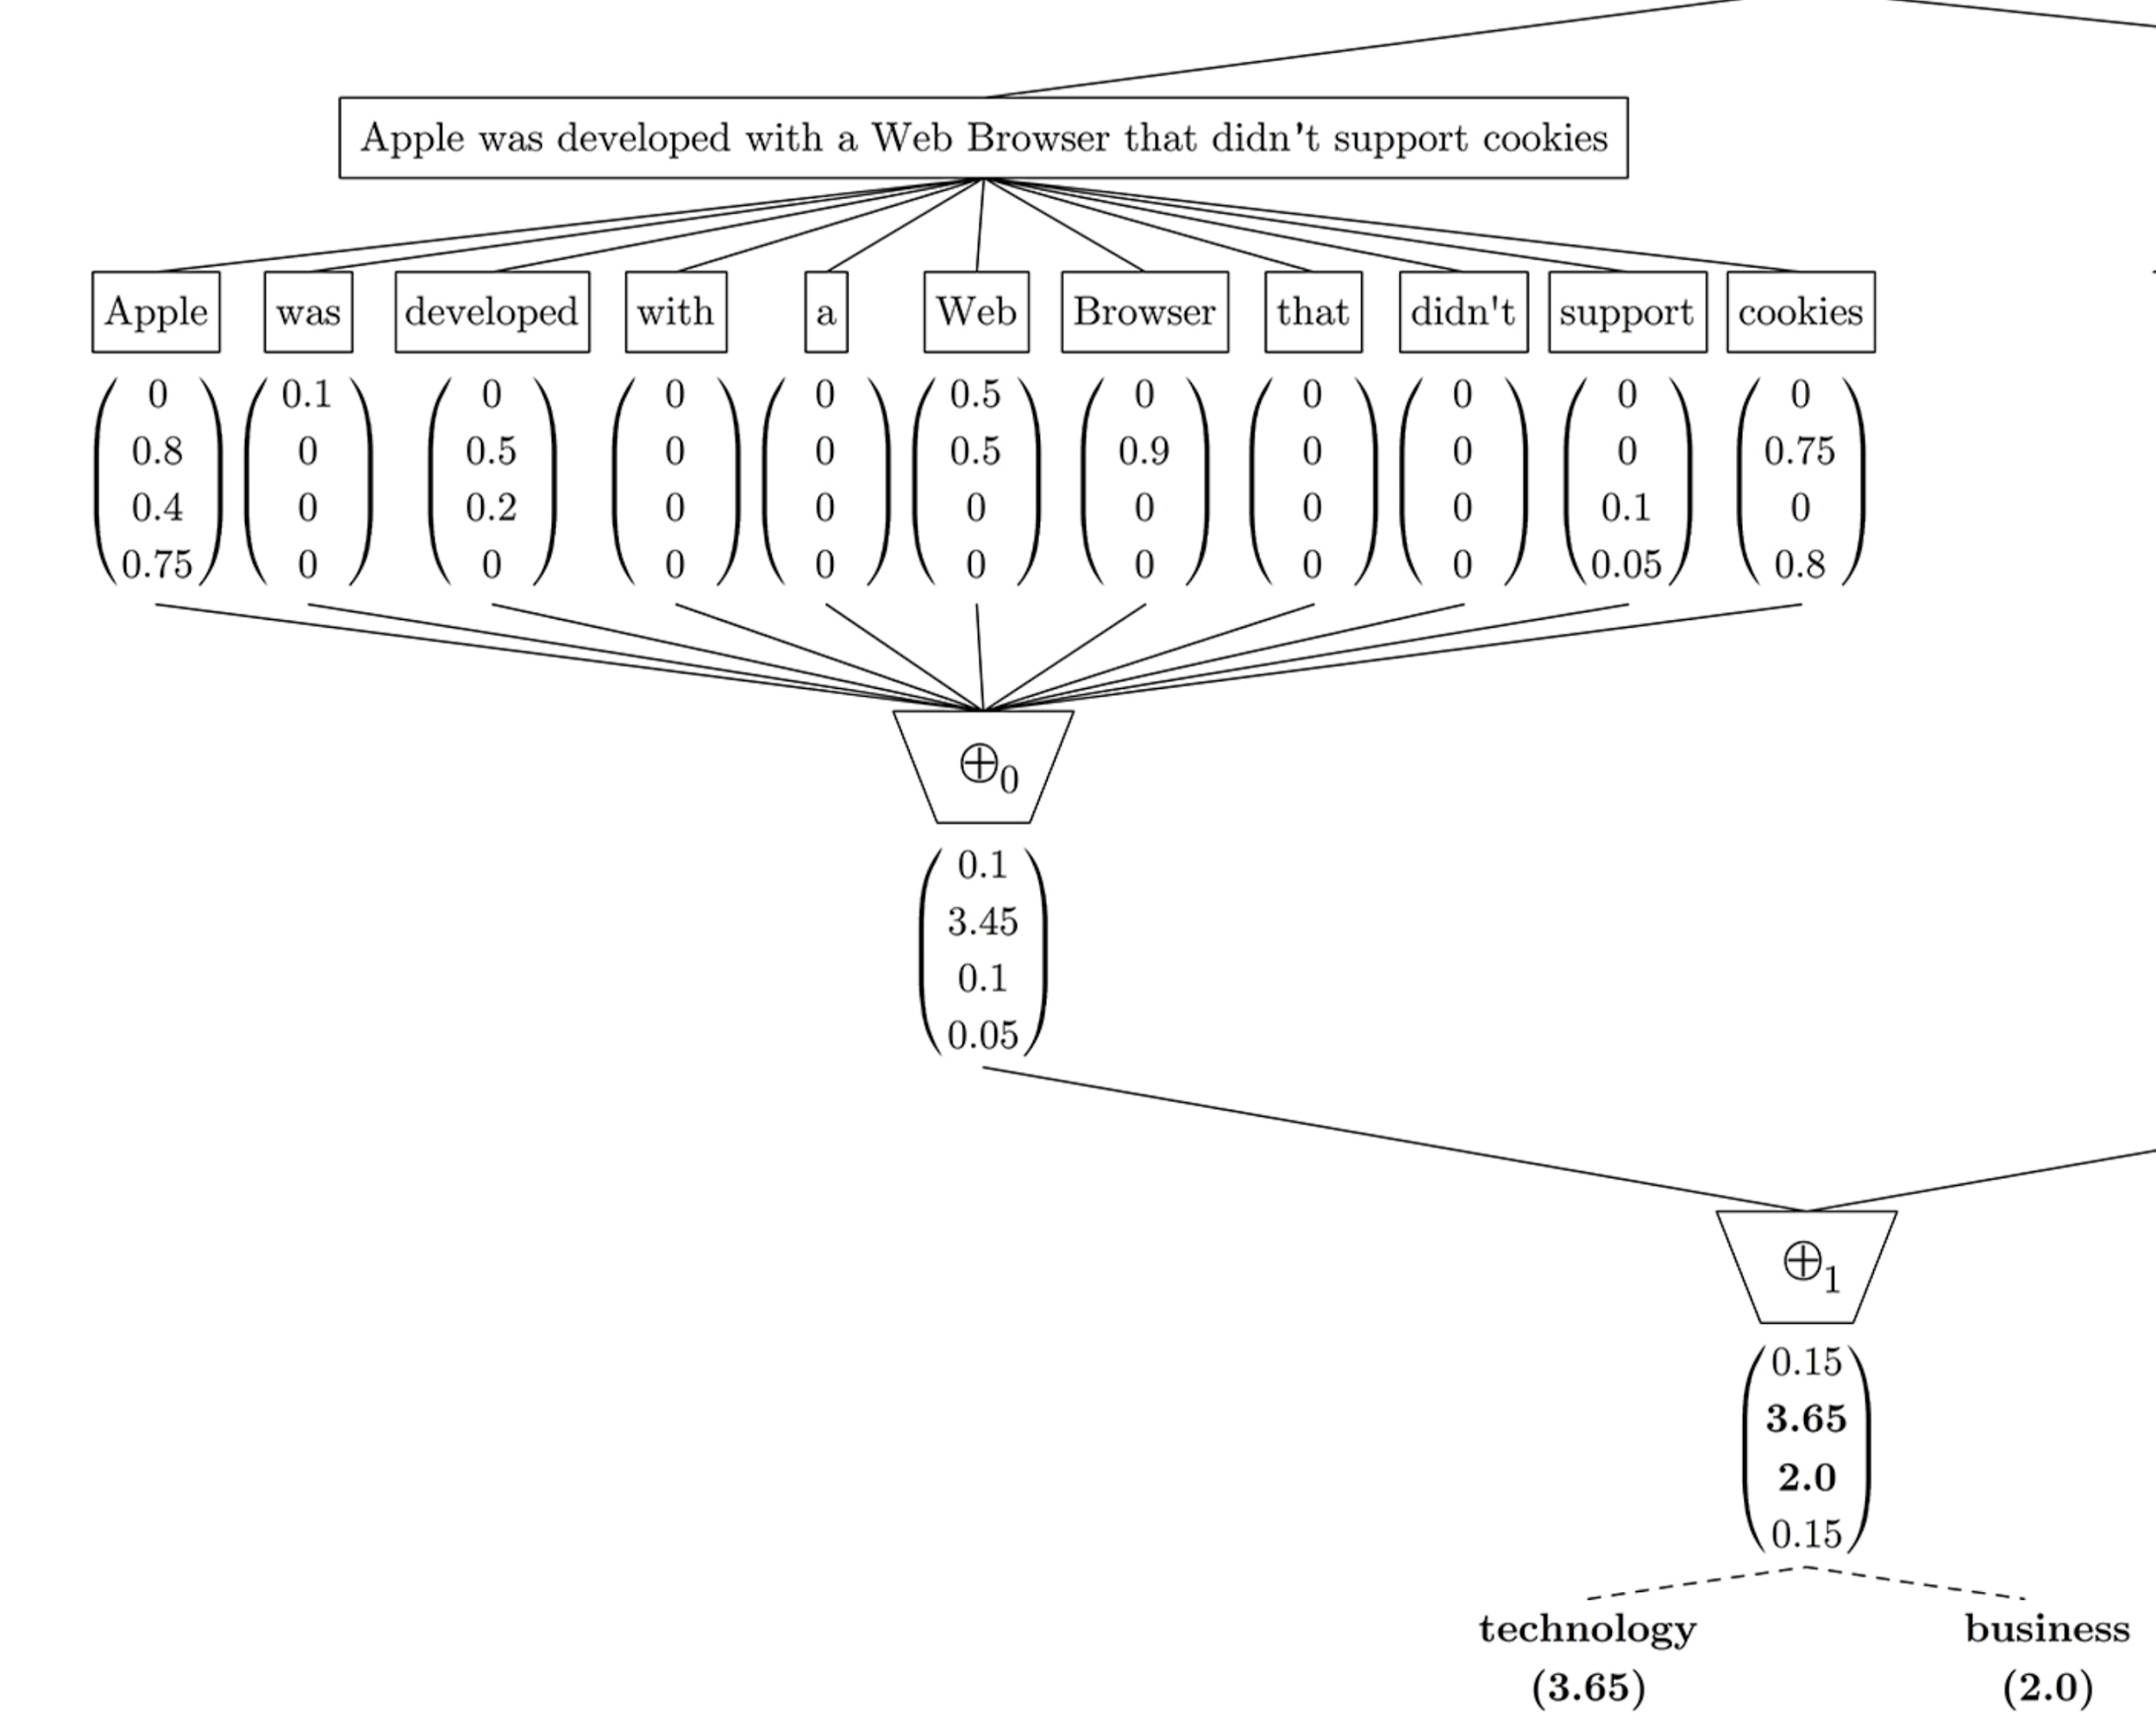 Apple was developed with a Web Browser that didn't support cookies
Apple was developed with a Web Browser that didn't support cookies
0 0.1 0 0 0 0.5 0 0 0 0 0
0.8 0 0.5 0 0 0.5 0.9 0 0 0 0.75
0.4 0 0.2 0 0 0 0 0 0 0.1 0
0.75 0 0 0 0 0 0 0 0 0.05 0.8
⊕0
0.1
3.45
0.1
0.05
⊕1
0.15
3.65
2.0
0.15
technology business
(3.65) (2.0)